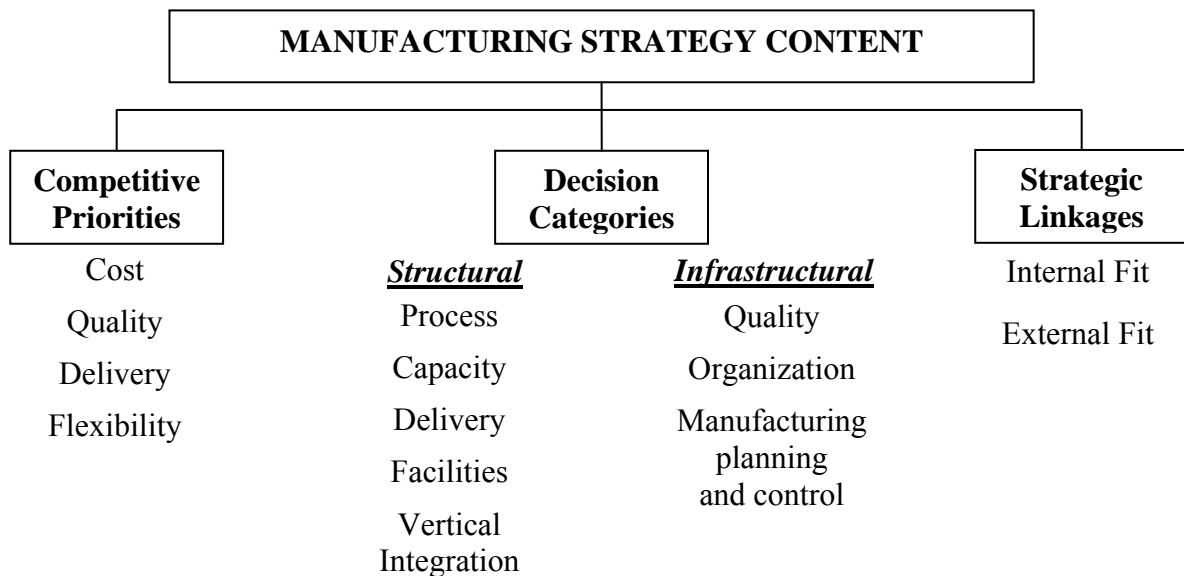 MANUFACTURING STRATEGY CONTENT
Competitive
Priorities
Cost
Quality
Delivery
Flexibility
Decision
Categories
Structural
Process
Capacity
Delivery
Facilities
Vertical
Integration
Infrastructural
Quality
Organization
Manufacturing
planning
and control
Strategic
Linkages
Internal Fit
External Fit